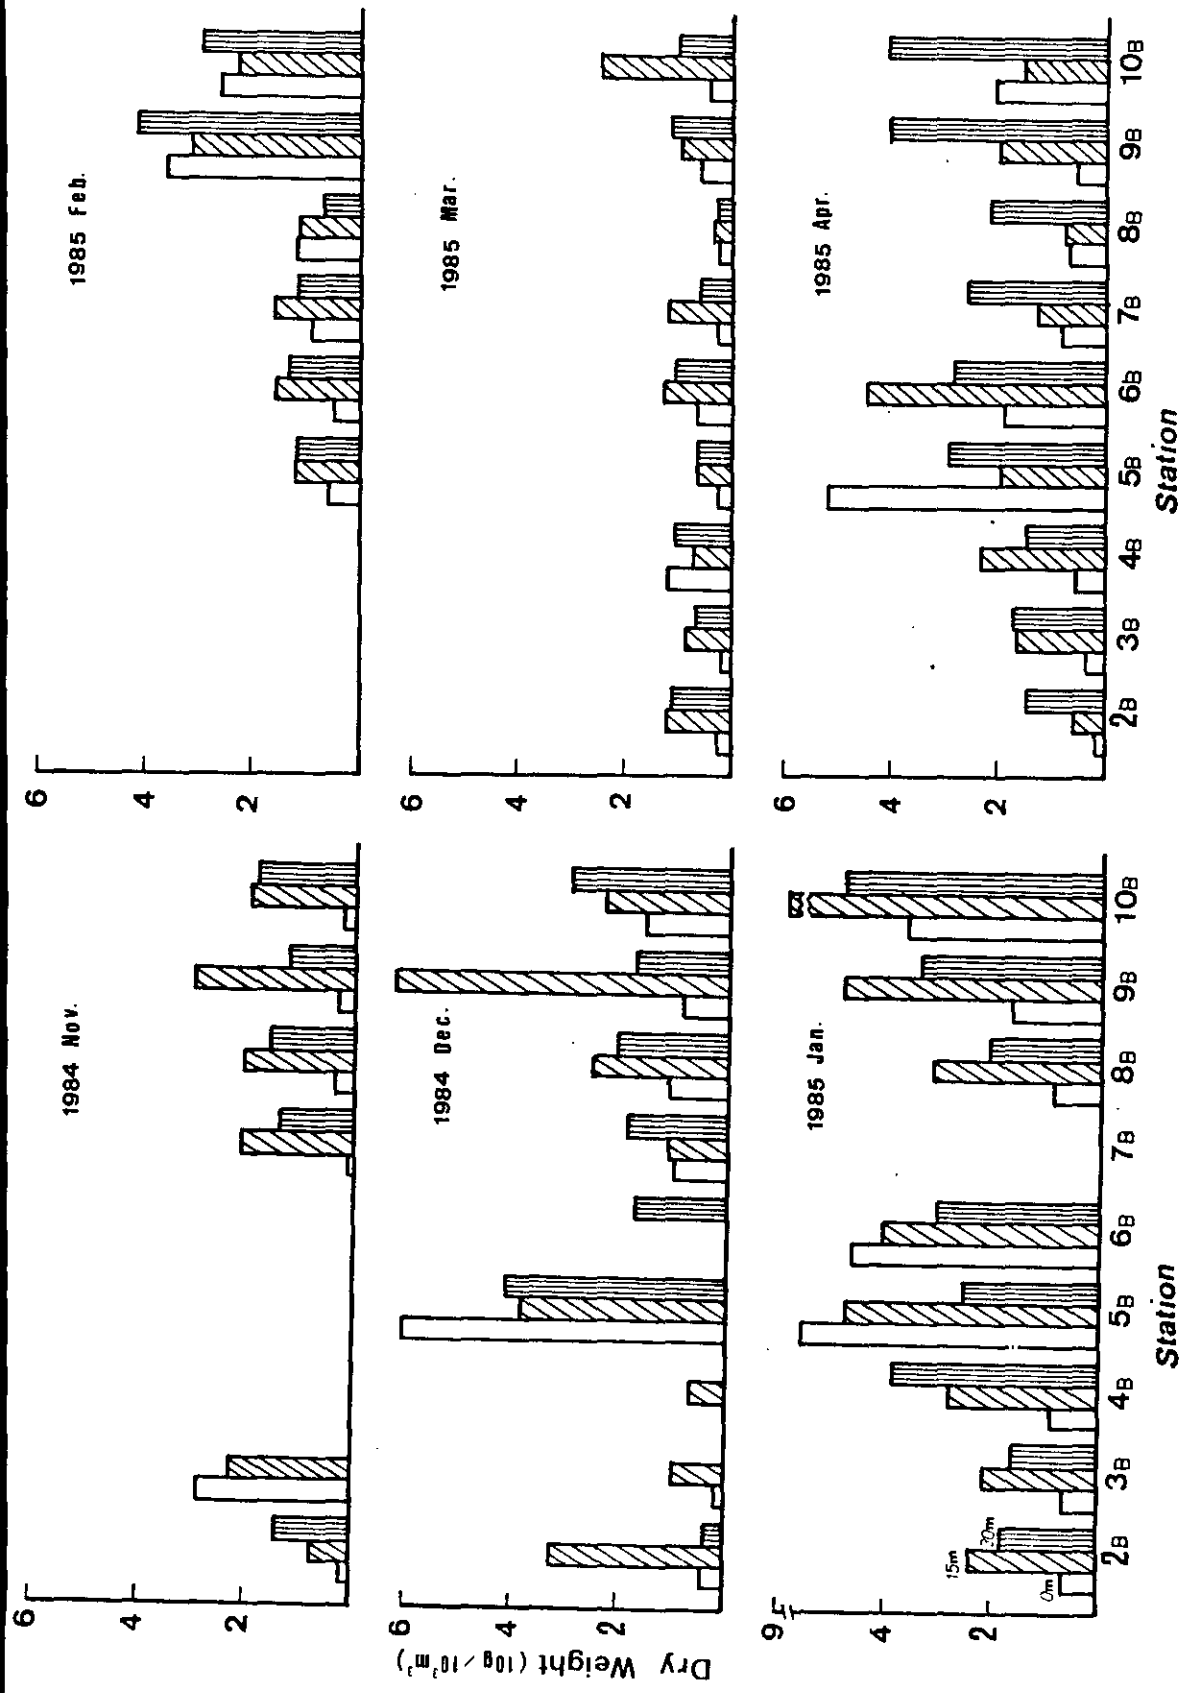 1984 Nov.
6
4
2
1984 Dec.
6
4
2
Dry Weight (10g/10³m³)
1985 Jan.
9
4
2
0m
15m
30m
2B 3B 4B 5B 6B 7B 8B 9B 10B
Station
1985 Feb.
6
4
2
1985 Mar.
6
4
2
1985 Apr.
6
4
2
2B 3B 4B 5B 6B 7B 8B 9B 10B
Station